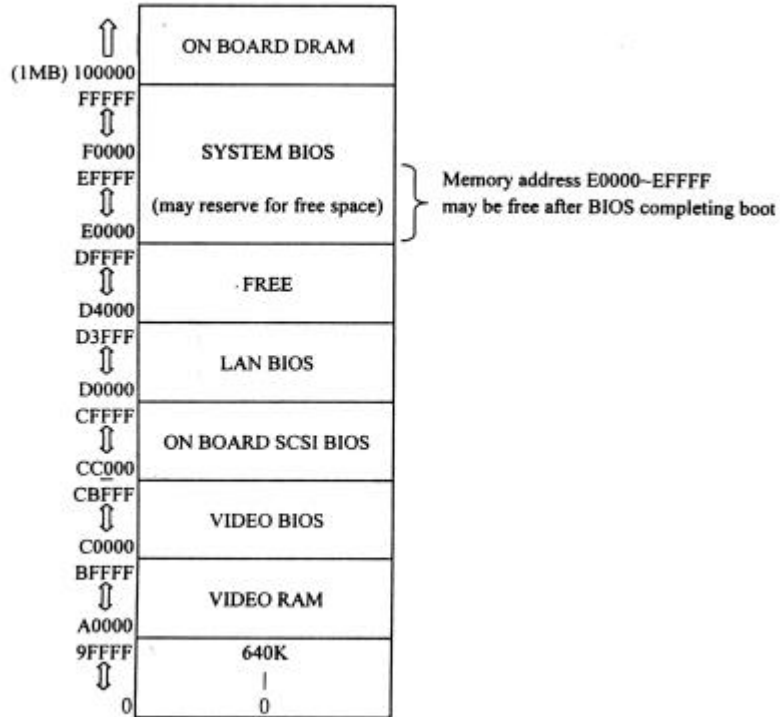 ON BOARD DRAM
(1MB) 100000
FFFFF
F0000
SYSTEM BIOS
EFFFF
(may reserve for free space)
E0000
Memory address E0000~EFFFF
may be free after BIOS completing boot
DFFFF
FREE
D4000
D3FFF
LAN BIOS
D0000
CFFFF
ON BOARD SCSI BIOS
CC000
CBFFF
VIDEO BIOS
C0000
BFFFF
VIDEO RAM
A0000
9FFFF
640K
0
0